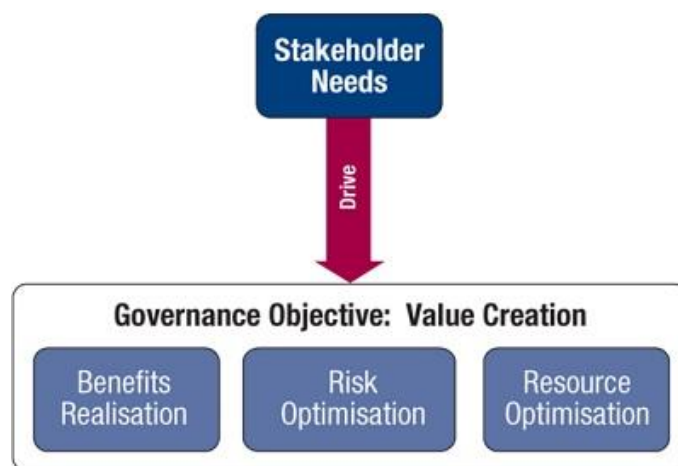 Stakeholder
Needs
Drive
Governance Objective:  Value Creation
Benefits
Realisation
Risk
Optimisation
Resource
Optimisation